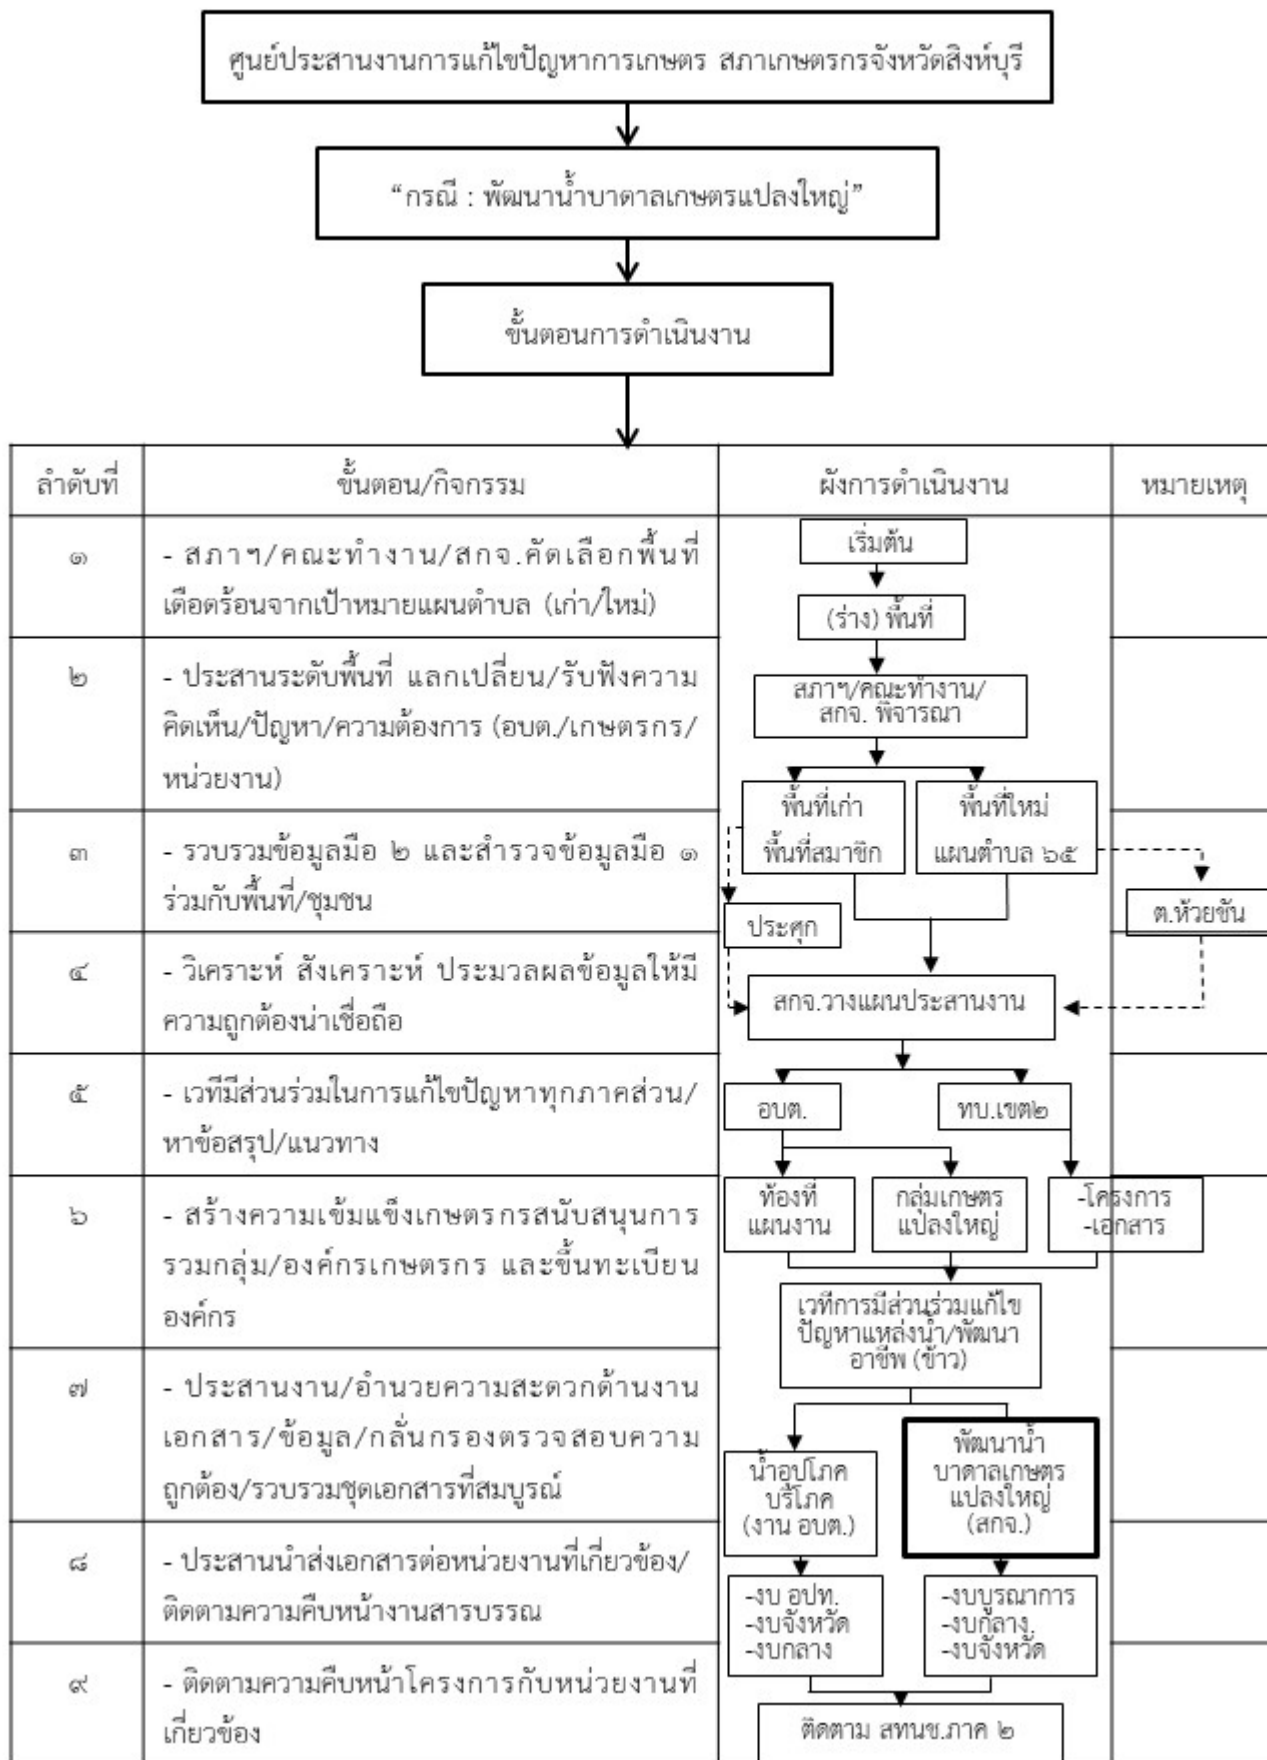 ศูนย์ประสานงานการแก้ไขปัญหาการเกษตร สภาเกษตรกรจังหวัดสิงห์บุรี
“กรณี : พัฒนาน้ำบาดาลเกษตรแปลงใหญ่”
ขั้นตอนการดำเนินงาน
ลำดับที่
ขั้นตอน/กิจกรรม
ผังการดำเนินงาน
หมายเหตุ
๑
- สภาฯ/คณะทำงาน/สกจ.คัดเลือกพื้นที่
เดือดร้อนจากเป้าหมายแผนตำบล (เก่า/ใหม่)
เริ่มต้น
(ร่าง) พื้นที่
๒
- ประสานระดับพื้นที่ แลกเปลี่ยน/รับฟังความ
คิดเห็น/ปัญหา/ความต้องการ (อบต./เกษตรกร/
หน่วยงาน)
สภาฯ/คณะทำงาน/
สกจ. พิจารณา
พื้นที่เก่า
พื้นที่สมาชิก
พื้นที่ใหม่
แผนตำบล ๖๕
๓
- รวบรวมข้อมูลมือ ๒ และสำรวจข้อมูลมือ ๑
ร่วมกับพื้นที่/ชุมชน
ประศุก
ต.ห้วยชัน
๔
- วิเคราะห์ สังเคราะห์ ประมวลผลข้อมูลให้มี
ความถูกต้องน่าเชื่อถือ
สกจ.วางแผนประสานงาน
๕
- เวทีมีส่วนร่วมในการแก้ไขปัญหาทุกภาคส่วน/
หาข้อสรุป/แนวทาง
อบต.
ทบ.เขต๒
๖
- สร้างความเข้มแข็งเกษตรกรสนับสนุนการ
รวมกลุ่ม/องค์กรเกษตรกร และขึ้นทะเบียน
องค์กร
ท้องที่
แผนงาน
กลุ่มเกษตร
แปลงใหญ่
-โครงการ
-เอกสาร
เวทีการมีส่วนร่วมแก้ไข
ปัญหาแหล่งน้ำ/พัฒนา
อาชีพ (ข้าว)
๗
- ประสานงาน/อำนวยความสะดวกด้านงาน
เอกสาร/ข้อมูล/กลั่นกรองตรวจสอบความ
ถูกต้อง/รวบรวมชุดเอกสารที่สมบูรณ์
น้ำอุปโภค
บริโภค
(งาน อบต.)
พัฒนาน้ำ
บาดาลเกษตร
แปลงใหญ่
(สกจ.)
๘
- ประสานนำส่งเอกสารต่อหน่วยงานที่เกี่ยวข้อง/
ติดตามความคืบหน้างานสารบรรณ
-งบ อปท.
-งบจังหวัด
-งบกลาง
-งบบูรณาการ
-งบกลาง.
-งบจังหวัด
๙
- ติดตามความคืบหน้าโครงการกับหน่วยงานที่
เกี่ยวข้อง
ติดตาม สทนช.ภาค ๒